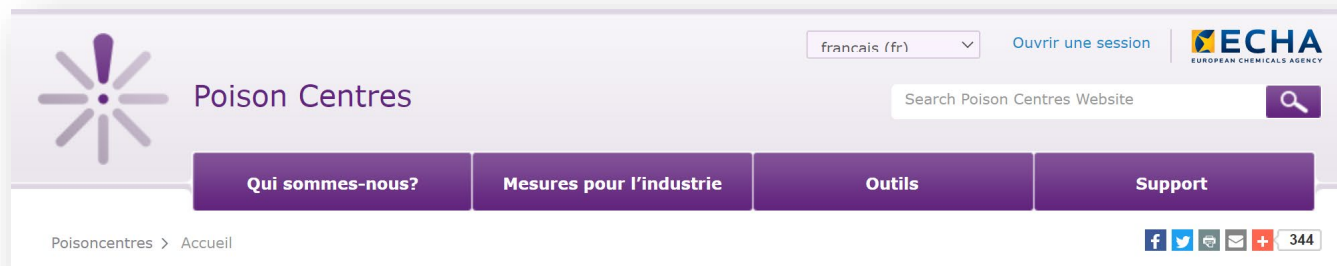 français (fr)
Ouvrir une session
ECHA
EUROPEAN CHEMICALS AGENCY
Poison Centres
Search Poison Centres Website
Qui sommes-nous?
Mesures pour l'industrie
Outils
Support
Poisoncentres > Accueil
344